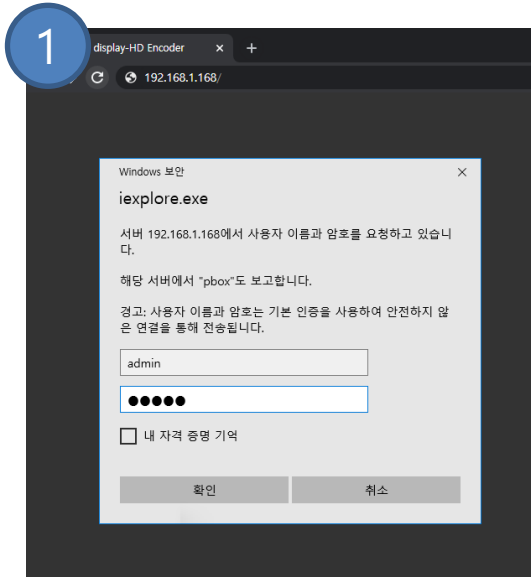 1
display-HD Encoder
192.168.1.168/
Windows 보안
iexplore.exe
서버 192.168.1.168에서 사용자 이름과 암호를 요청하고 있습니
다.
해당 서버에서 "pbox"도 보고합니다.
경고: 사용자 이름과 암호는 기본 인증을 사용하여 안전하지 않
은 연결을 통해 전송됩니다.
admin
●●●●●
내 자격 증명 기억
확인 취소